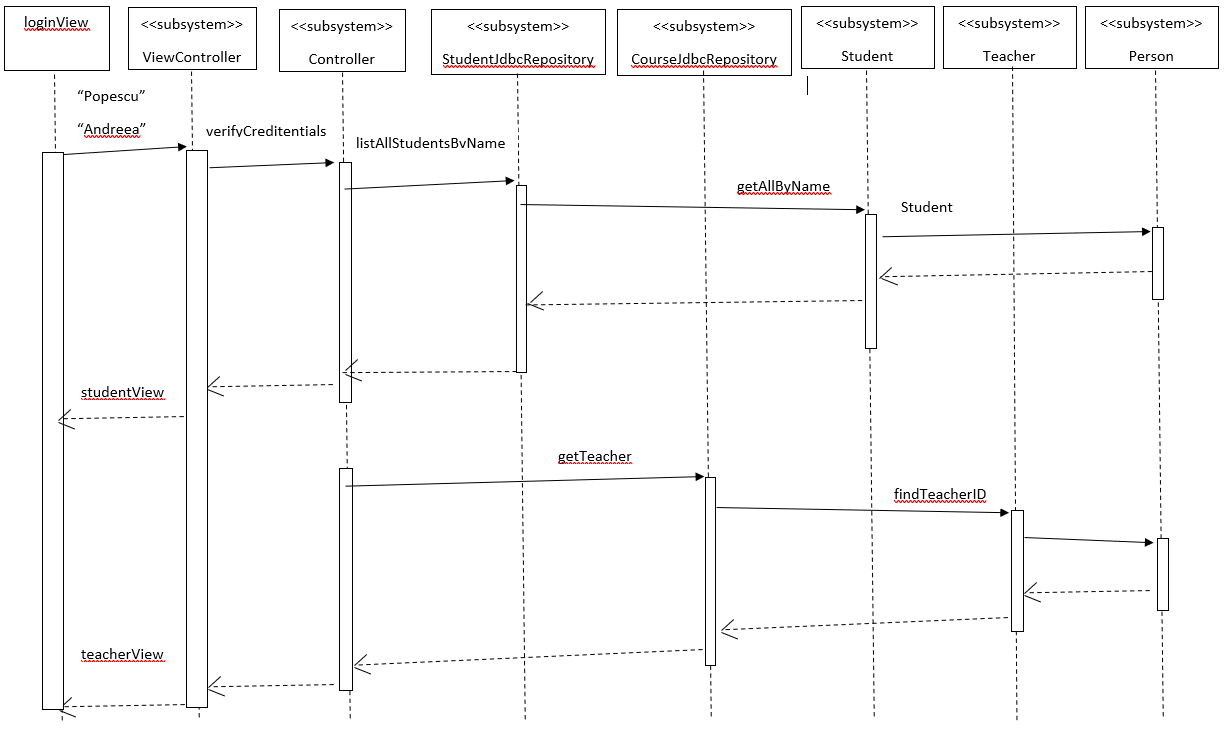 loginView
<<subsystem>>
ViewController
<<subsystem>>
Controller
<<subsystem>>
StudentJdbcRepository
<<subsystem>>
CourseJdbcRepository
<<subsystem>>
Student
<<subsystem>>
Teacher
<<subsystem>>
Person
“Popescu”
“Andreea”
verifyCreditentials
listAllStudentsByName
getAllByName
Student
studentView
getTeacher
findTeacherID
teacherView